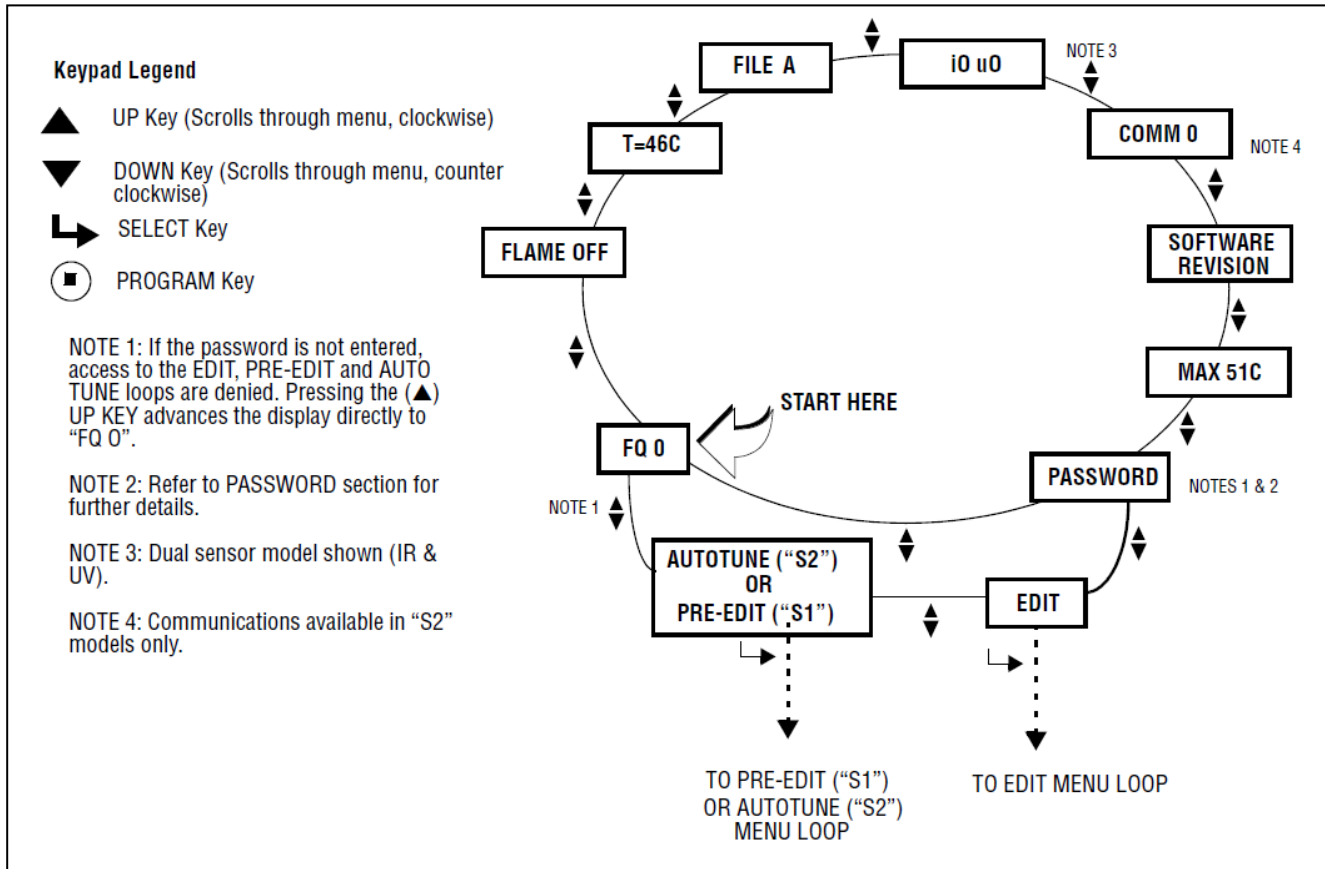 Keypad Legend
▲ UP Key (Scrolls through menu, clockwise)
▼ DOWN Key (Scrolls through menu, counter
clockwise)
SELECT Key
PROGRAM Key
NOTE 1: If the password is not entered,
access to the EDIT, PRE-EDIT and AUTO
TUNE loops are denied. Pressing the (▲)
UP KEY advances the display directly to
“FQ 0”.
NOTE 2: Refer to PASSWORD section for
further details.
NOTE 3: Dual sensor model shown (IR &
UV).
NOTE 4: Communications available in “S2”
models only.
FILE A
iO uO
NOTE 3
T=46C
COMM 0
NOTE 4
FLAME OFF
SOFTWARE
REVISION
MAX 51C
START HERE
FQ 0
PASSWORD
NOTES 1 & 2
NOTE 1
AUTOTUNE (“S2”)
OR
PRE-EDIT (“S1”)
EDIT
TO PRE-EDIT (“S1”)
OR AUTOTUNE (“S2”)
MENU LOOP
TO EDIT MENU LOOP